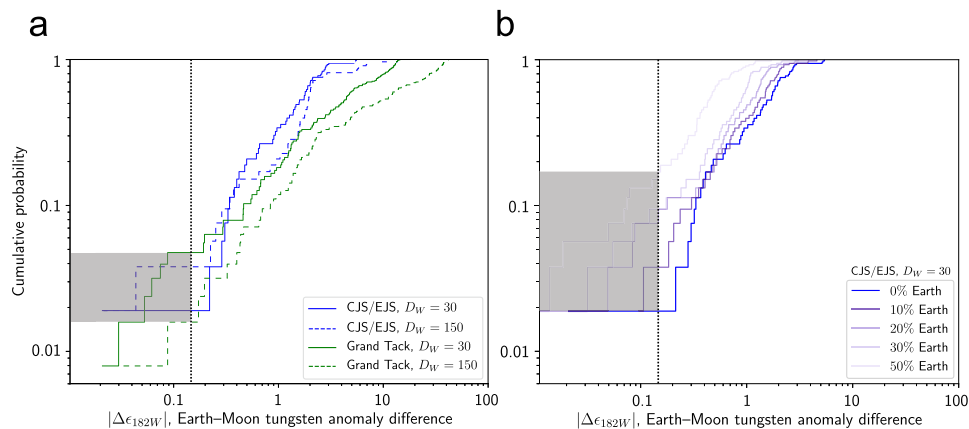 a
Cumulative probability
1
0.1
0.01
0.1
1
10
100
|Δϵ182W|, Earth–Moon tungsten anomaly difference
CJS/EJS, DW = 30
CJS/EJS, DW = 150
Grand Tack, DW = 30
Grand Tack, DW = 150
b
1
0.1
0.01
0.1
1
10
100
|Δϵ182W|, Earth–Moon tungsten anomaly difference
CJS/EJS, DW = 30
0% Earth
10% Earth
20% Earth
30% Earth
50% Earth